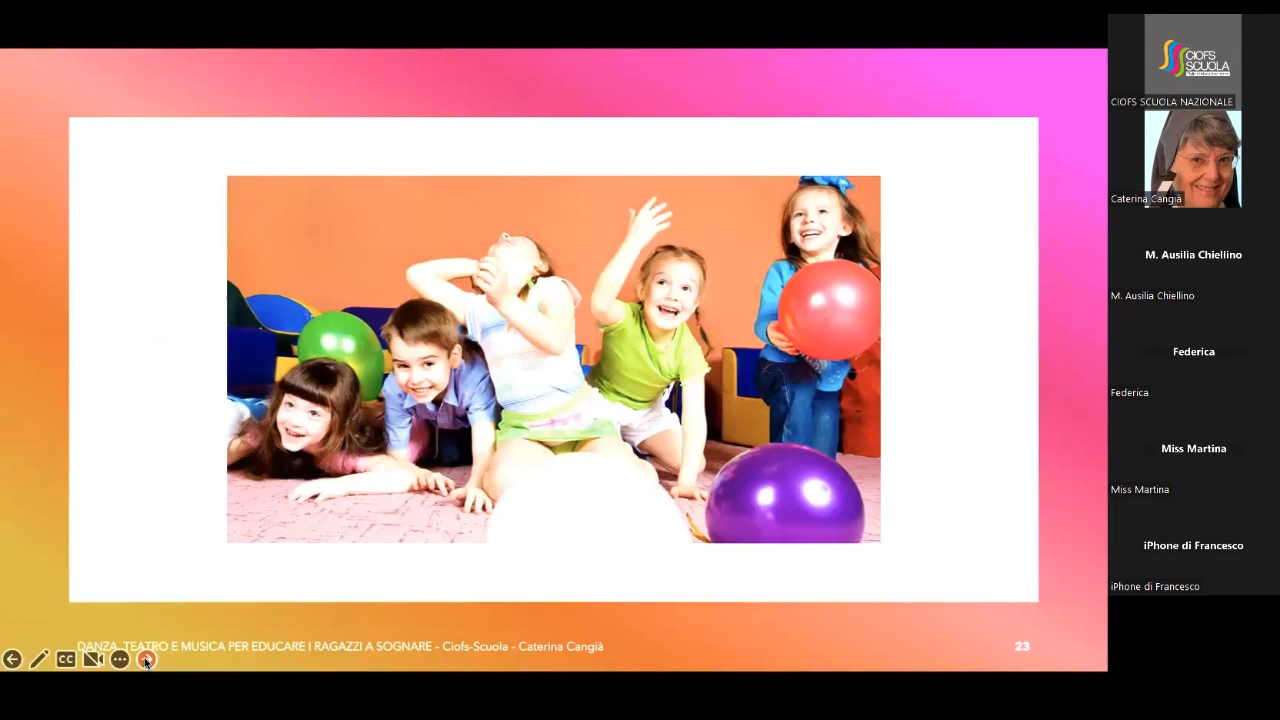 CIOFS
SCUOLA
CIOFS SCUOLA NAZIONALE
Caterina Cangià
M. Ausilia Chiellino
M. Ausilia Chiellino
Federica
Federica
Miss Martina
Miss Martina
iPhone di Francesco
iPhone di Francesco
DANZA, TEATRO E MUSICA PER EDUCARE I RAGAZZI A SOGNARE - Ciofs-Scuola - Caterina Cangià
23
CC